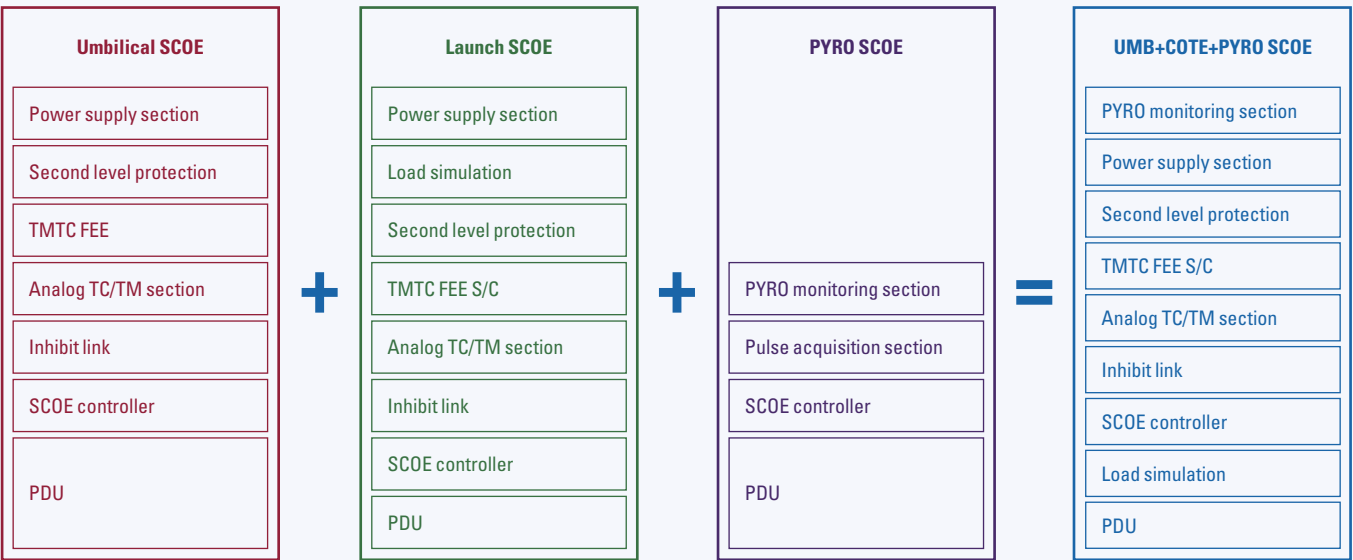 Umbilical SCOE
Power supply section
Second level protection
TMTC FEE
Analog TC/TM section
Inhibit link
SCOE controller
PDU
+
Launch SCOE
Power supply section
Load simulation
Second level protection
TMTC FEE S/C
Analog TC/TM section
Inhibit link
SCOE controller
PDU
+
PYRO SCOE
PYRO monitoring section
Pulse acquisition section
SCOE controller
PDU
=
UMB+COTE+PYRO SCOE
PYRO monitoring section
Power supply section
Second level protection
TMTC FEE S/C
Analog TC/TM section
Inhibit link
SCOE controller
Load simulation
PDU